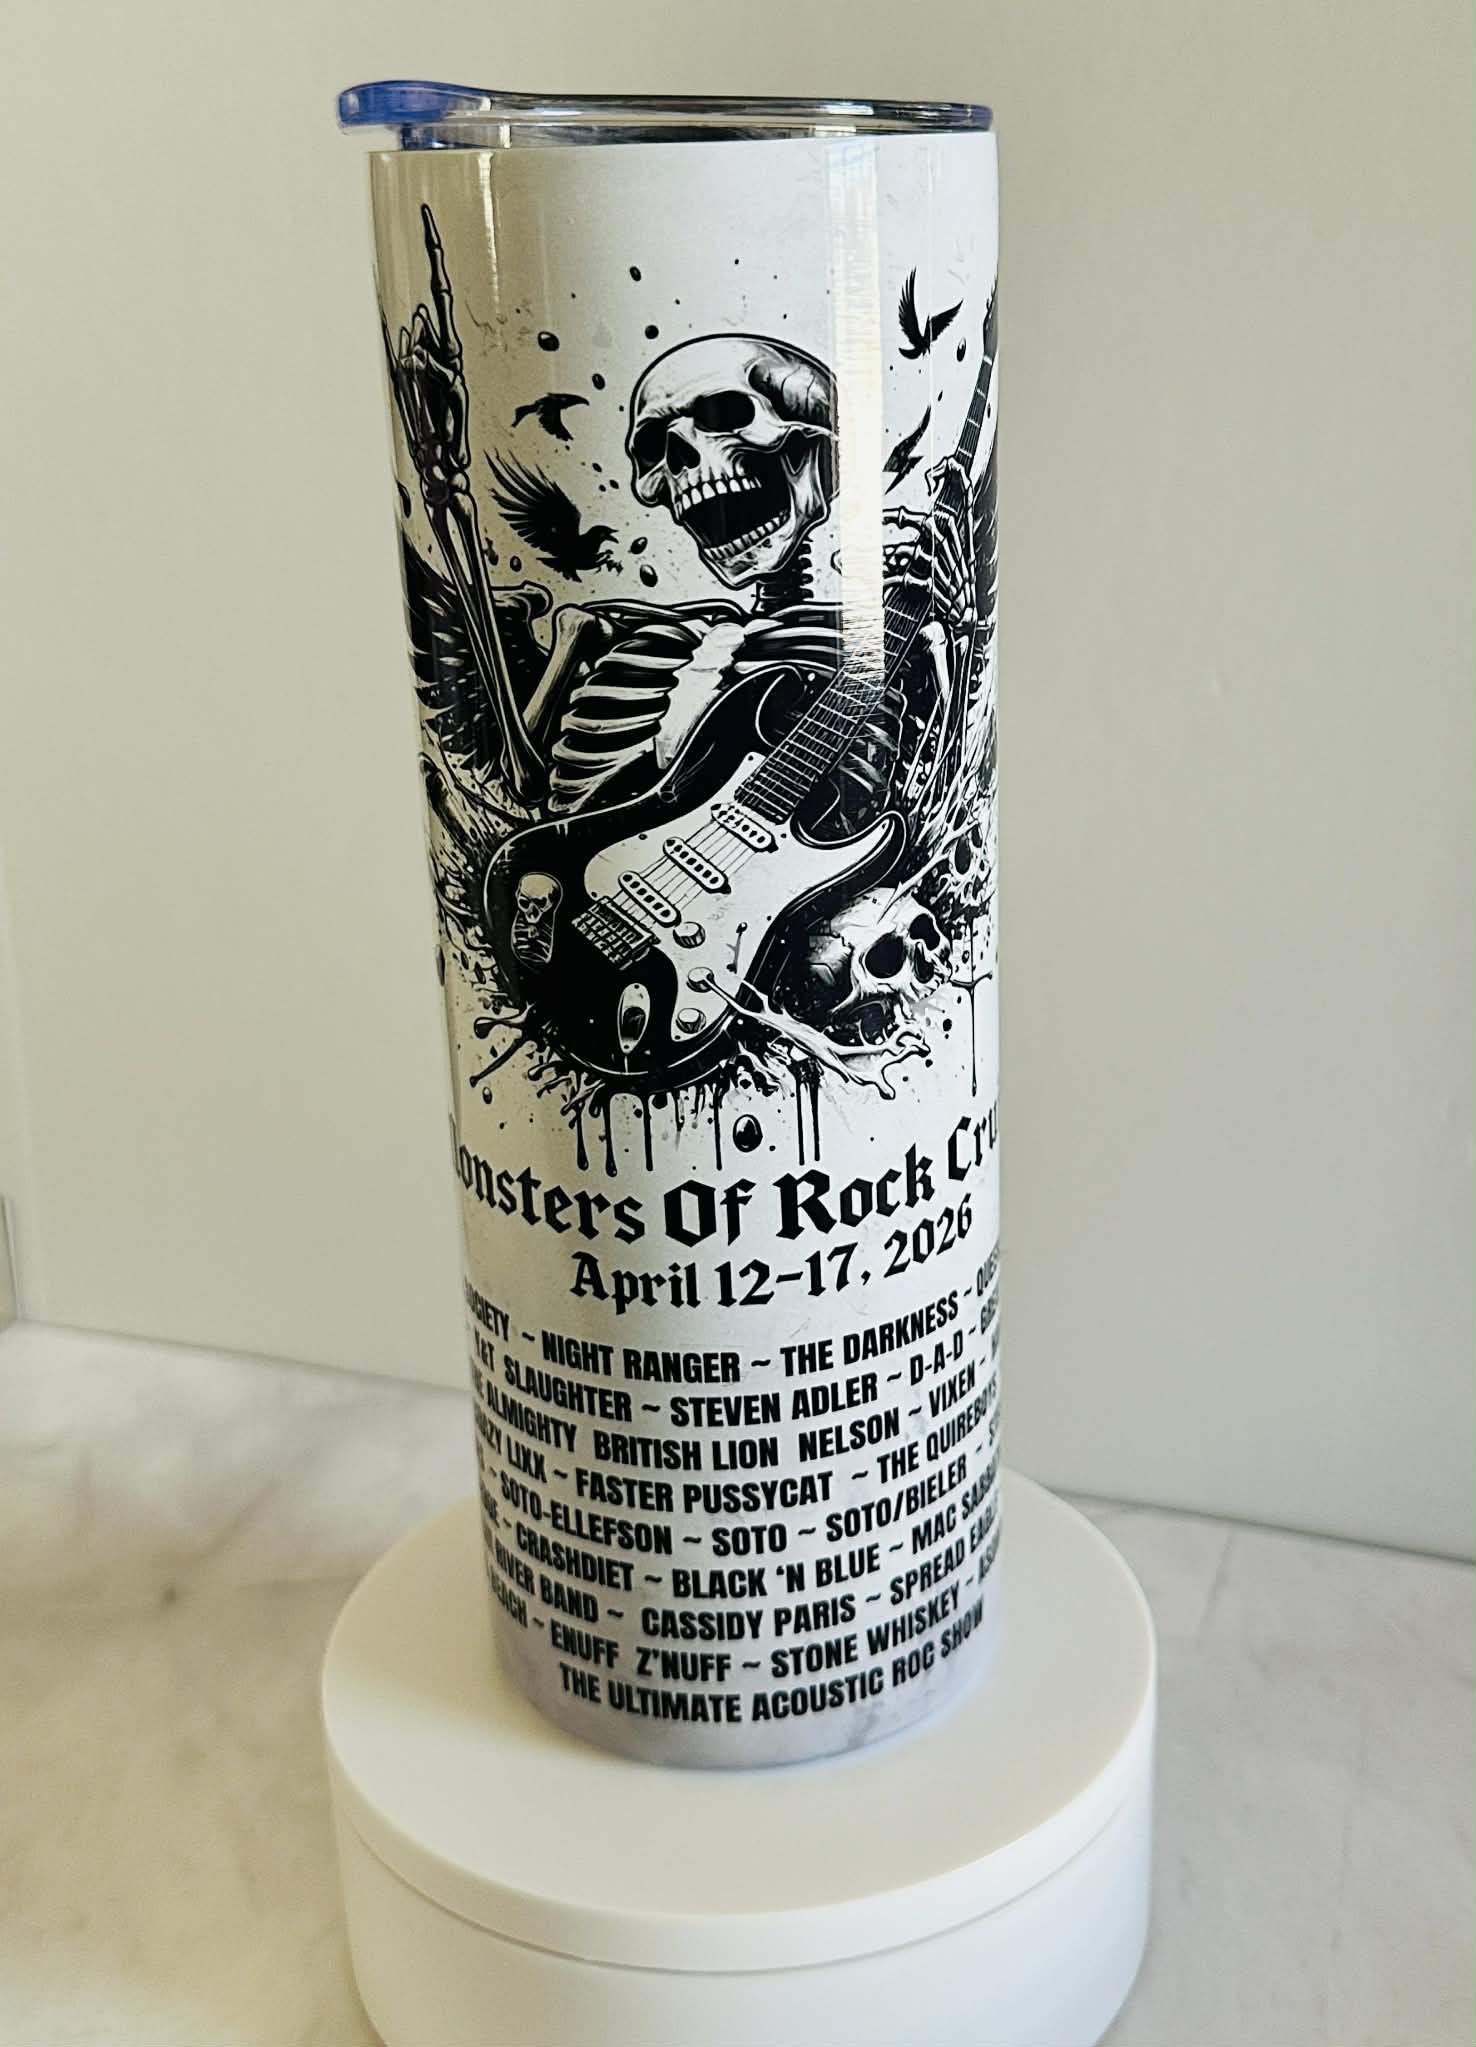 Of Rock
April 12-17, 2026
~ NIGHT RANGER ~ THE DARKNESS ~
SLAUGHTER ~ STEVEN ADLER ~ D-A-D ~
ALMIGHTY BRITISH LION NELSON ~ VIXEN ~
LIXX ~ FASTER PUSSYCAT ~ THE QUIREBOYS
~ SOTO-ELLEFSON ~ SOTO ~ SOTO/BIELER ~
~ CRASHDIET ~ BLACK 'N BLUE ~ MAC
RIVER BAND ~ CASSIDY PARIS ~ SPREAD
~ ENUFF Z'NUFF ~ STONE WHISKEY ~
THE ULTIMATE ACOUSTIC ROC SHOW